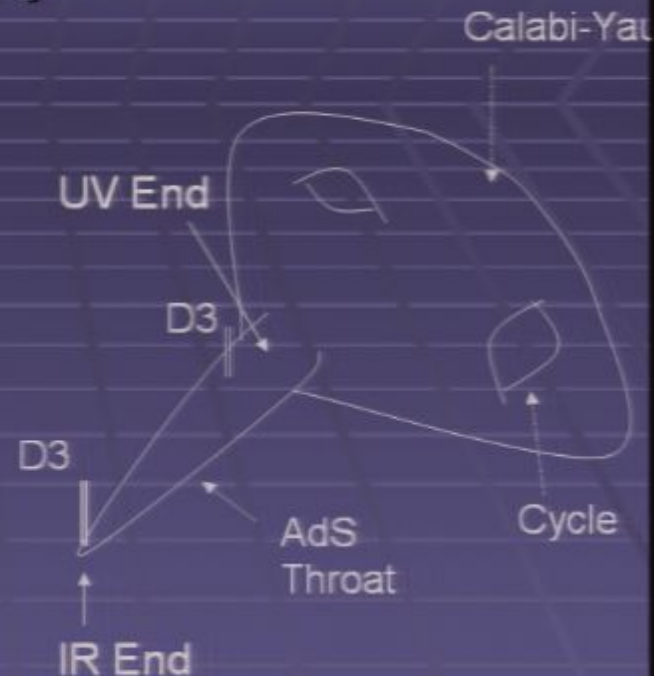 Calabi-Yau
UV End
D3
D3
AdS
Throat
Cycle
IR End